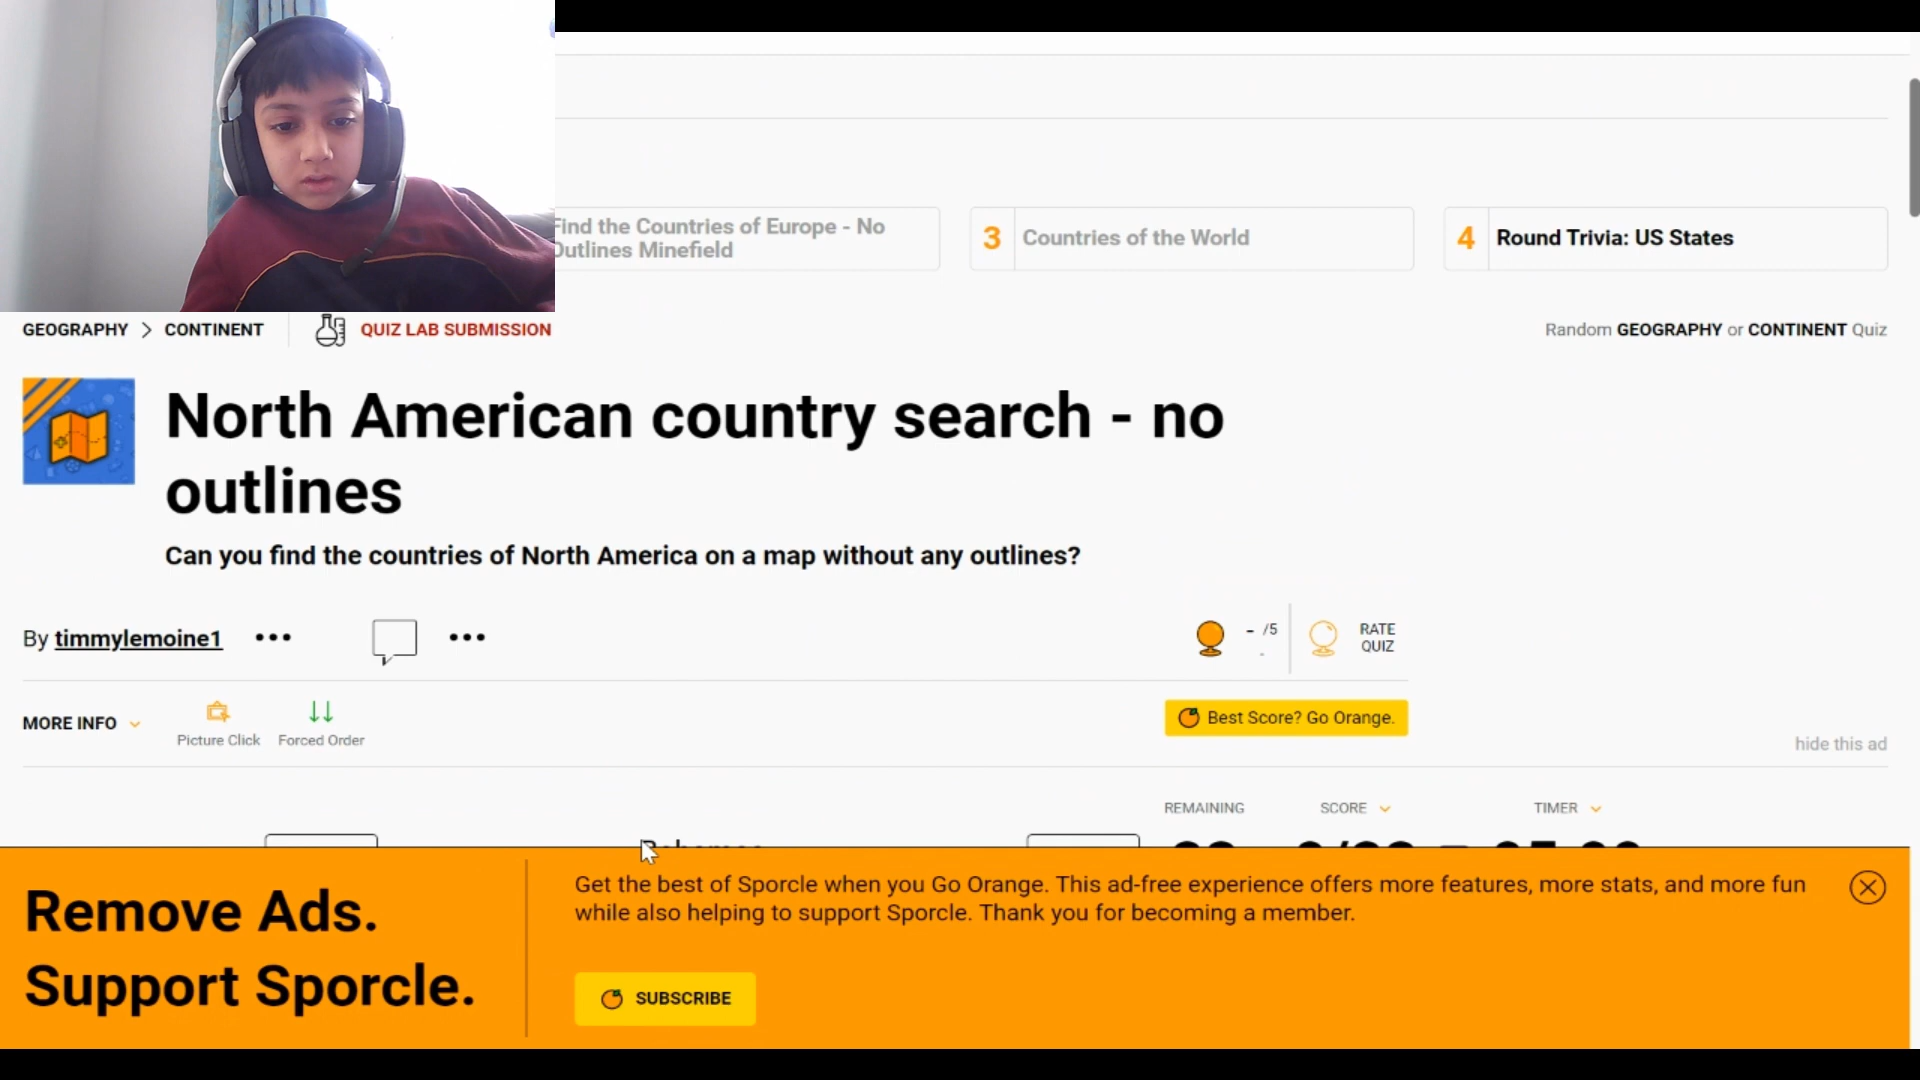 Find the Countries of Europe - No
Outlines Minefield
3 Countries of the World
4 Round Trivia: US States
GEOGRAPHY > CONTINENT QUIZ LAB SUBMISSION
Random GEOGRAPHY or CONTINENT Quiz
North American country search - no
outlines
Can you find the countries of North America on a map without any outlines?
By timmylemoine1
- /5
-
RATE
QUIZ
MORE INFO
Picture Click
Forced Order
Best Score? Go Orange.
hide this ad
REMAINING SCORE TIMER
Remove Ads.
Support Sporcle.
Get the best of Sporcle when you Go Orange. This ad-free experience offers more features, more stats, and more fun
while also helping to support Sporcle. Thank you for becoming a member.
SUBSCRIBE